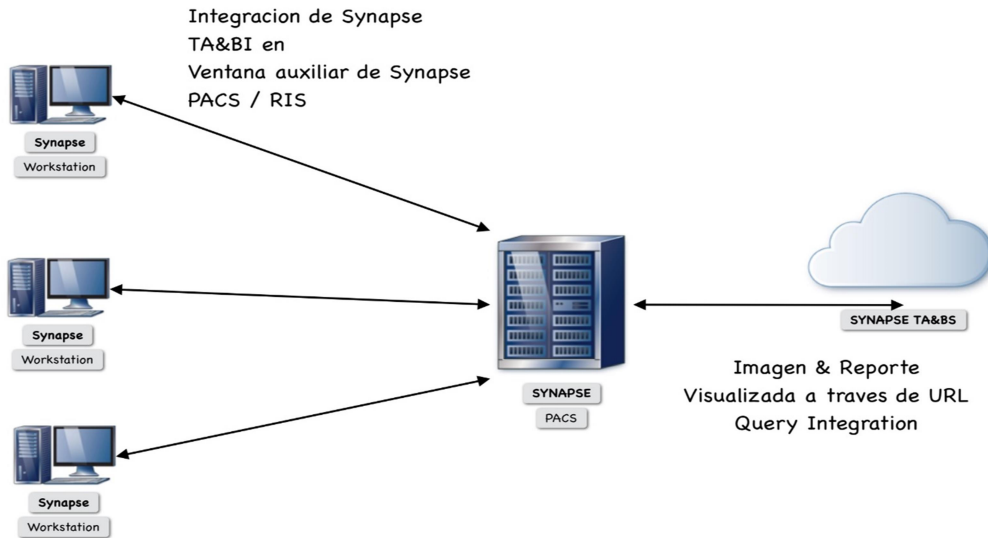 Integracion de Synapse
TA&BI en
Ventana auxiliar de Synapse
PACS / RIS
Synapse
Workstation
Synapse
Workstation
SYNAPSE
PACS
SYNAPSE TA&BS
Imagen & Reporte
Visualizada a traves de URL
Query Integration
Synapse
Workstation